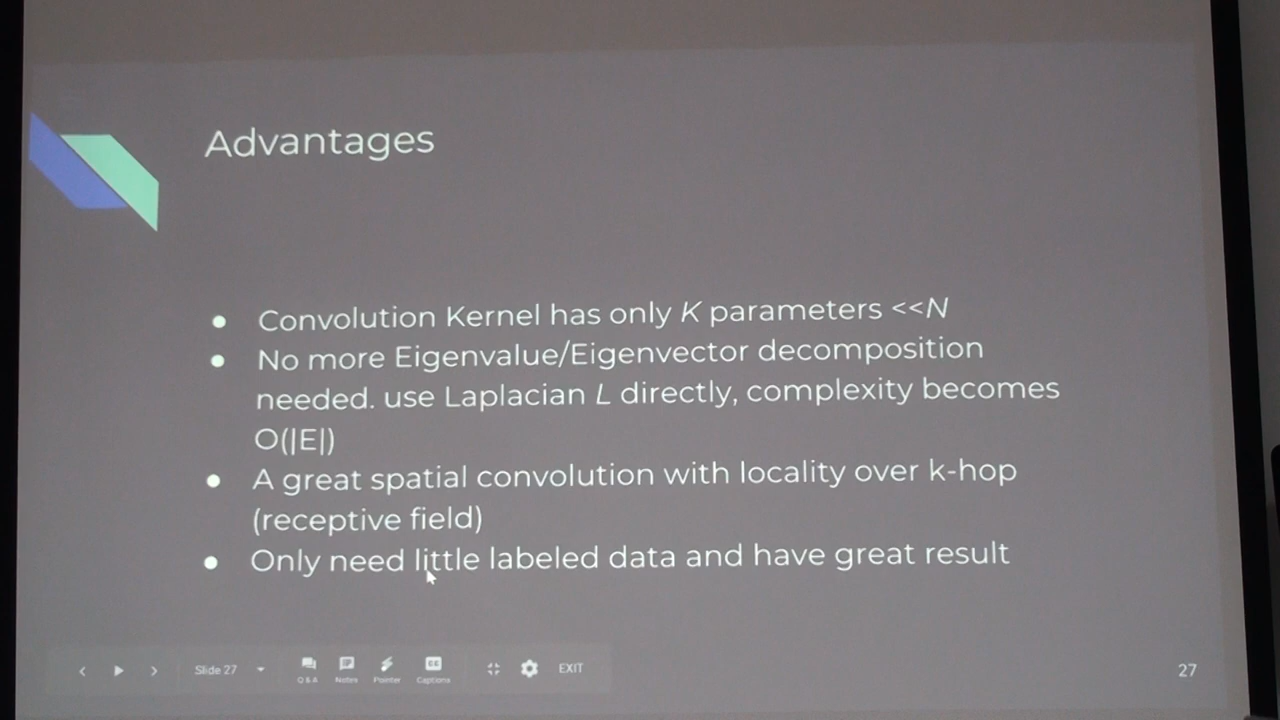 Advantages
● Convolution Kernel has only K parameters <<N
● No more Eigenvalue/Eigenvector decomposition
needed. use Laplacian L directly, complexity becomes
O(|E|)
● A great spatial convolution with locality over k-hop
(receptive field)
● Only need little labeled data and have great result
Slide 27 Q & A Notes Pointer CC Captions EXIT
27